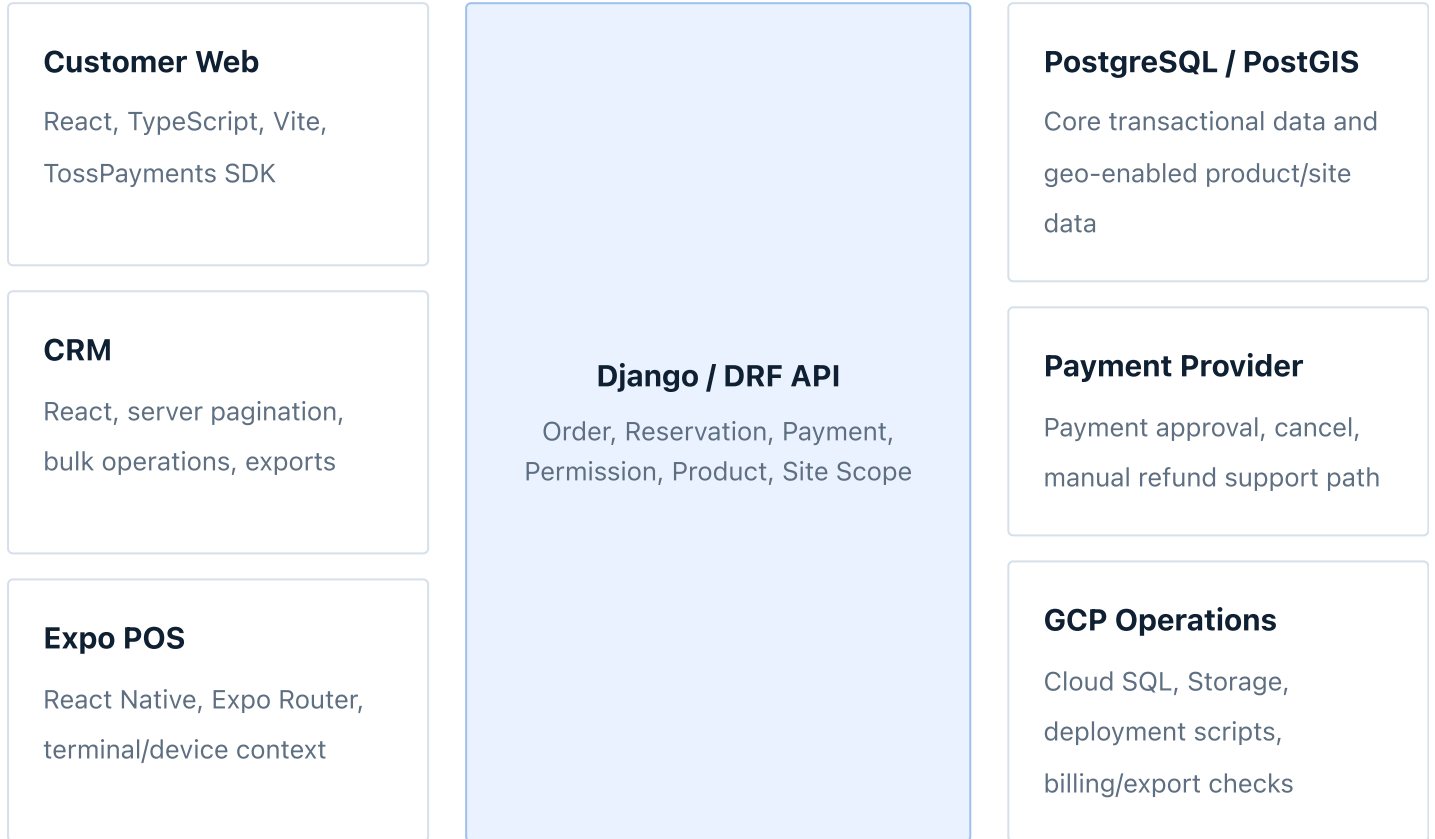 Customer Web
React, TypeScript, Vite,
TossPayments SDK
CRM
React, server pagination,
bulk operations, exports
Expo POS
React Native, Expo Router,
terminal/device context
Django / DRF API
Order, Reservation, Payment,
Permission, Product, Site Scope
PostgreSQL / PostGIS
Core transactional data and
geo-enabled product/site
data
Payment Provider
Payment approval, cancel,
manual refund support path
GCP Operations
Cloud SQL, Storage,
deployment scripts,
billing/export checks